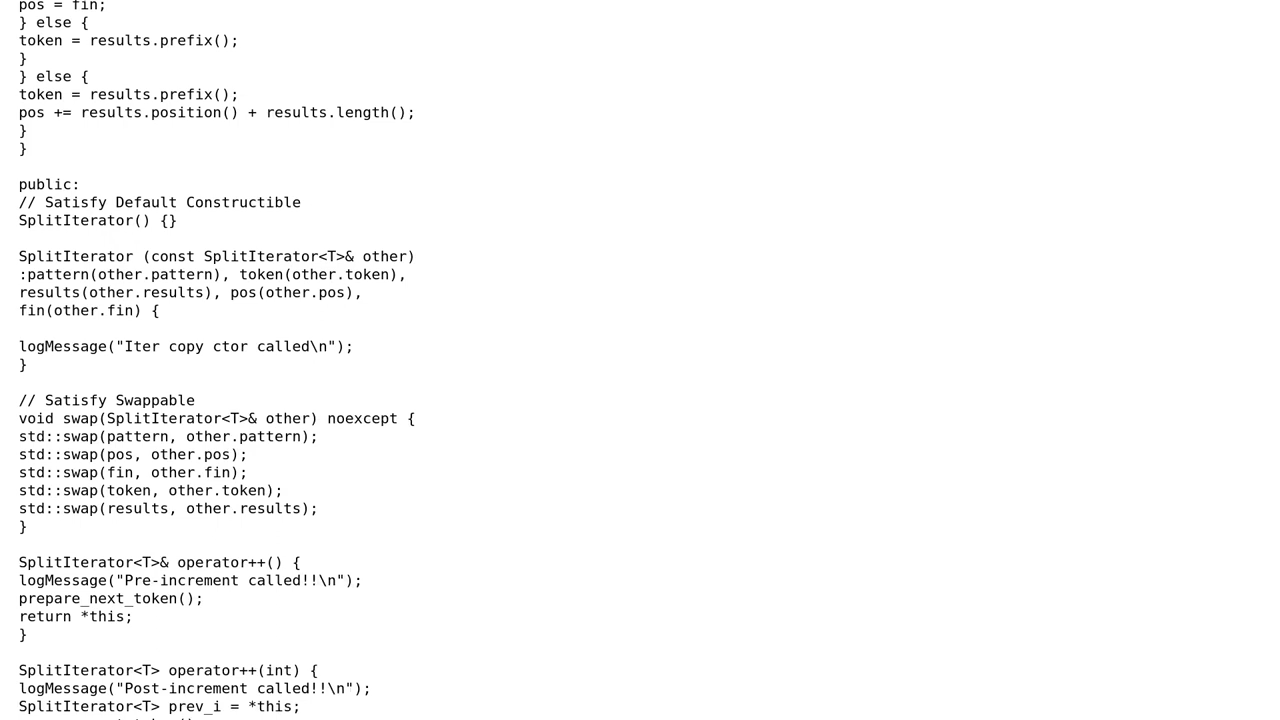 pos = fin;
} else {
token = results.prefix();
}
} else {
token = results.prefix();
pos += results.position() + results.length();
}
}

public:
// Satisfy Default Constructible
SplitIterator() {}

SplitIterator (const SplitIterator<T>& other)
:pattern(other.pattern), token(other.token),
results(other.results), pos(other.pos),
fin(other.fin) {

logMessage("Iter copy ctor called\n");
}

// Satisfy Swappable
void swap(SplitIterator<T>& other) noexcept {
std::swap(pattern, other.pattern);
std::swap(pos, other.pos);
std::swap(fin, other.fin);
std::swap(token, other.token);
std::swap(results, other.results);
}

SplitIterator<T>& operator++() {
logMessage("Pre-increment called!!\n");
prepare_next_token();
return *this;
}

SplitIterator<T> operator++(int) {
logMessage("Post-increment called!!\n");
SplitIterator<T> prev_i = *this;